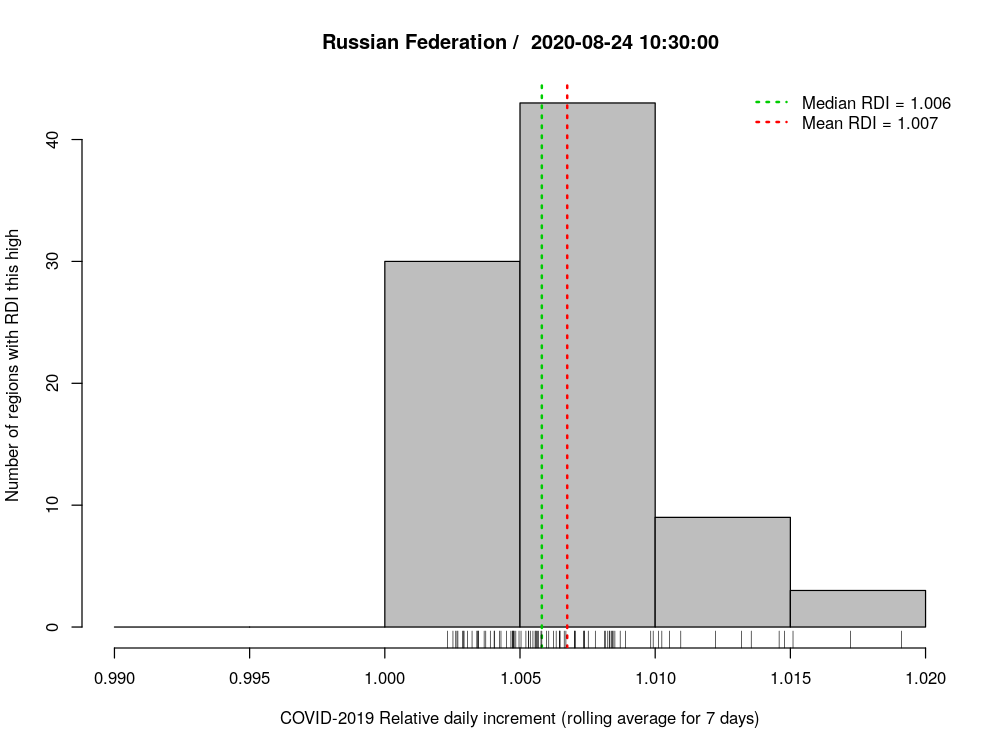 Russian Federation /  2020-08-24 10:30:00
Median RDI = 1.006
Mean RDI = 1.007
Number of regions with RDI this high
40
30
20
10
0
0.990 0.995 1.000 1.005 1.010 1.015 1.020
COVID-2019 Relative daily increment (rolling average for 7 days)